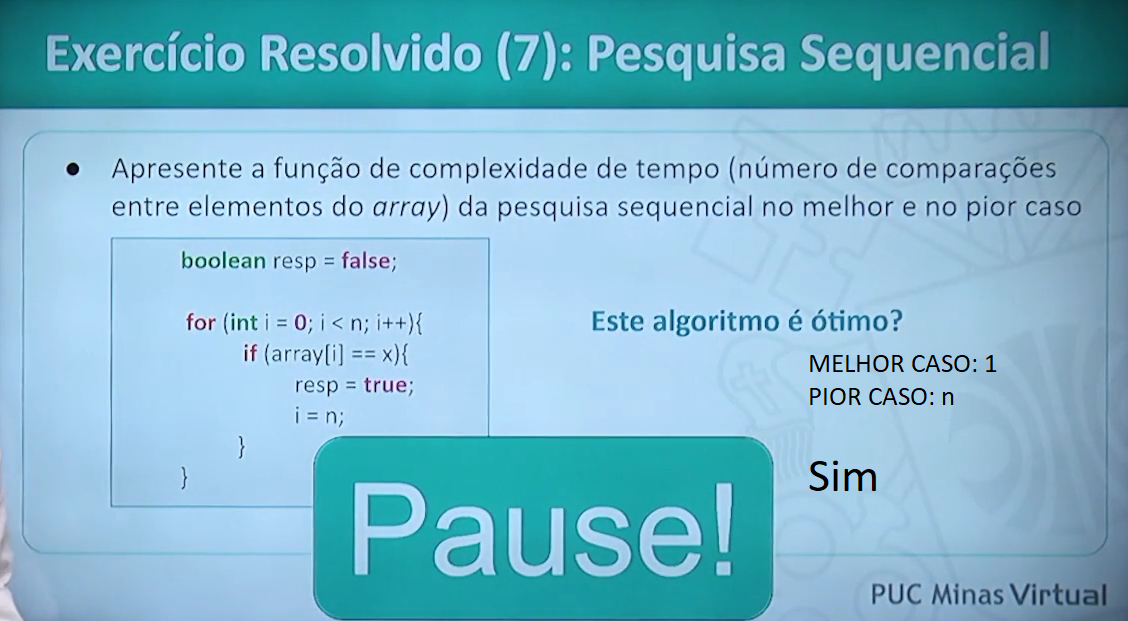 Exercício Resolvido (7): Pesquisa Sequencial
● Apresente a função de complexidade de tempo (número de comparações
entre elementos do array) da pesquisa sequencial no melhor e no pior caso
boolean resp = false;
for (int i = 0; i < n; i++){
if (array[i] == x){
resp = true;
i = n;
}
}
Este algoritmo é ótimo?
MELHOR CASO: 1
PIOR CASO: n
Sim
Pause!
PUC Minas Virtual